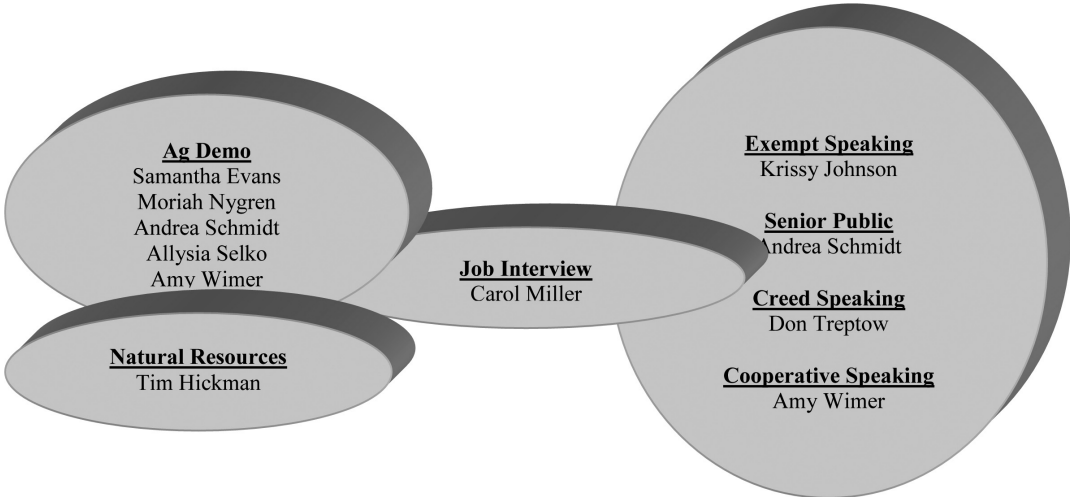 Ag Demo
Samantha Evans
Moriah Nygren
Andrea Schmidt
Allysia Selko
Amy Wimer
Natural Resources
Tim Hickman
Job Interview
Carol Miller
Exempt Speaking
Krissy Johnson
Senior Public
Andrea Schmidt
Creed Speaking
Don Treptow
Cooperative Speaking
Amy Wimer